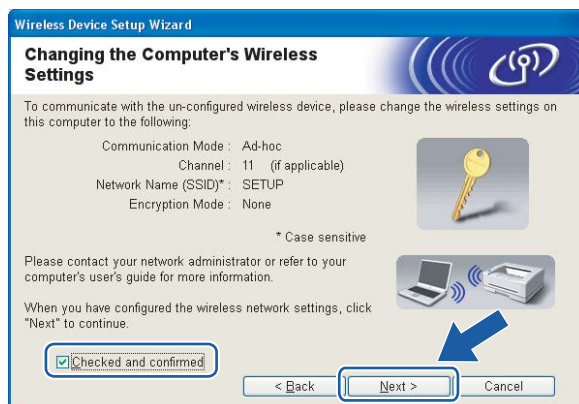 Wireless Device Setup Wizard
Changing the Computer's Wireless
Settings
To communicate with the un-configured wireless device, please change the wireless settings on
this computer to the following:
Communication Mode : Ad-hoc
Channel : 11 (if applicable)
Network Name (SSID)* : SETUP
Encryption Mode : None
* Case sensitive
Please contact your network administrator or refer to your
computer's user's guide for more information.
When you have configured the wireless network settings, click
"Next" to continue.
Checked and confirmed
< Back
Next >
Cancel